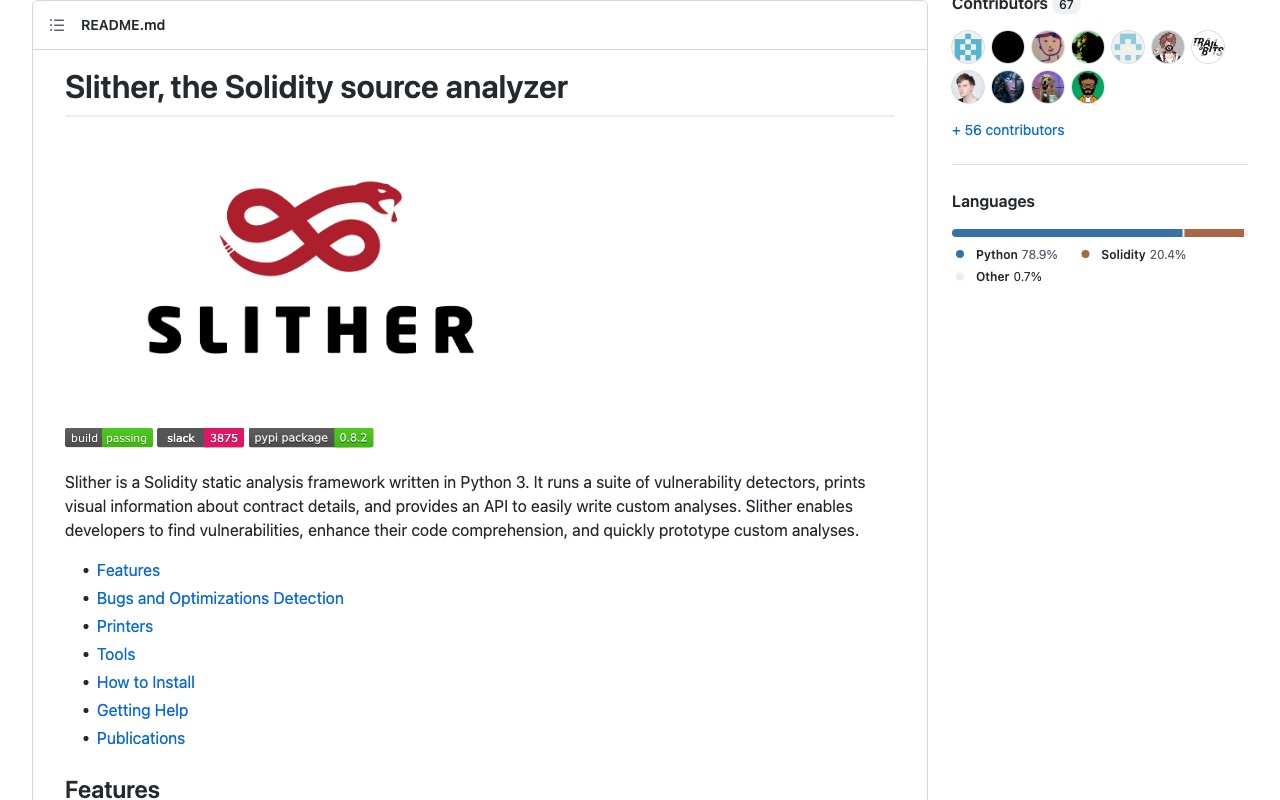 README.md
Slither, the Solidity source analyzer
SLITHER
build passing slack 3875 pypi package 0.8.2
Slither is a Solidity static analysis framework written in Python 3. It runs a suite of vulnerability detectors, prints
visual information about contract details, and provides an API to easily write custom analyses. Slither enables
developers to find vulnerabilities, enhance their code comprehension, and quickly prototype custom analyses.
Features
Bugs and Optimizations Detection
Printers
Tools
How to Install
Getting Help
Publications
Features
Contributors 67
TRAIL OF BITS
+ 56 contributors
Languages
Python 78.9% Solidity 20.4%
Other 0.7%